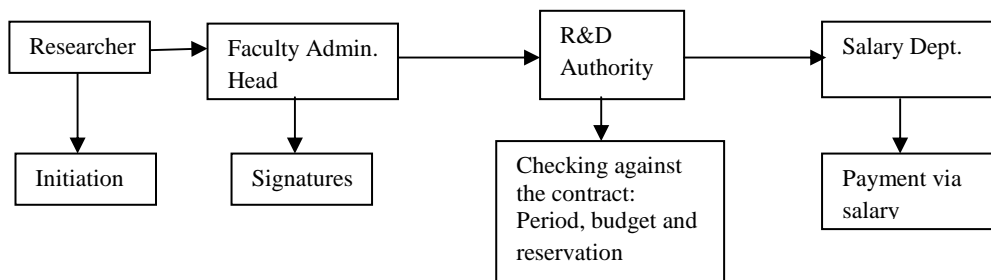 Researcher
Faculty Admin.
Head
R&D
Authority
Salary Dept.
Initiation
Signatures
Checking against
the contract:
Period, budget and
reservation
Payment via
salary